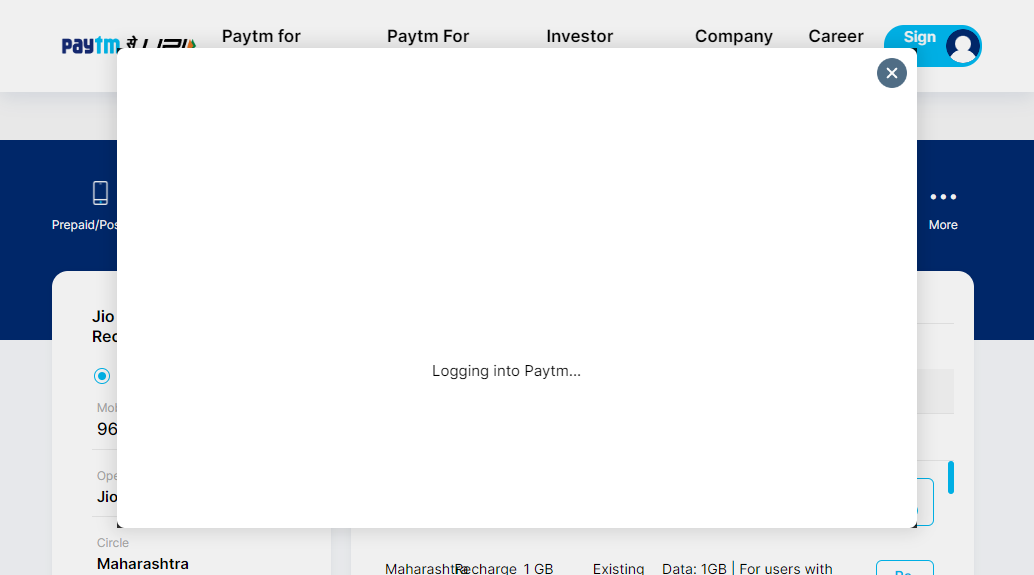 paytm से UPI
Paytm for
Paytm For
Investor
Company
Career
Sign
Prepaid/Pos
More
Jio
Rec
Logging into Paytm...
Mob
96
Ope
Jio
Circle
Maharashtra
Maharashtra
Recharge
1 GB
Existing
Data: 1GB | For users with
Rs